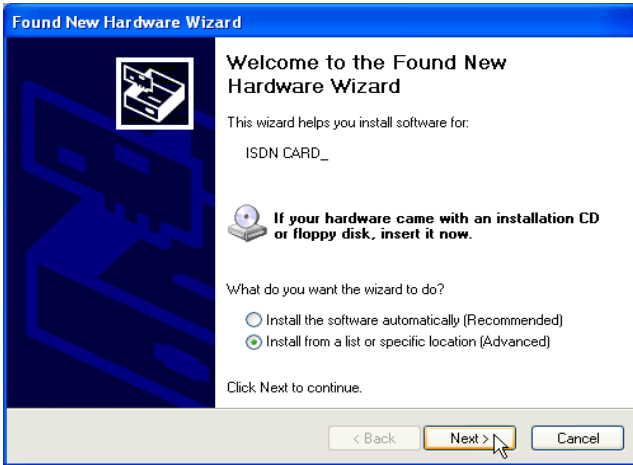 Found New Hardware Wizard
Welcome to the Found New
Hardware Wizard
This wizard helps you install software for:
ISDN CARD_
If your hardware came with an installation CD
or floppy disk, insert it now.
What do you want the wizard to do?
Install the software automatically (Recommended)
Install from a list or specific location (Advanced)
Click Next to continue.
< Back
Next >
Cancel